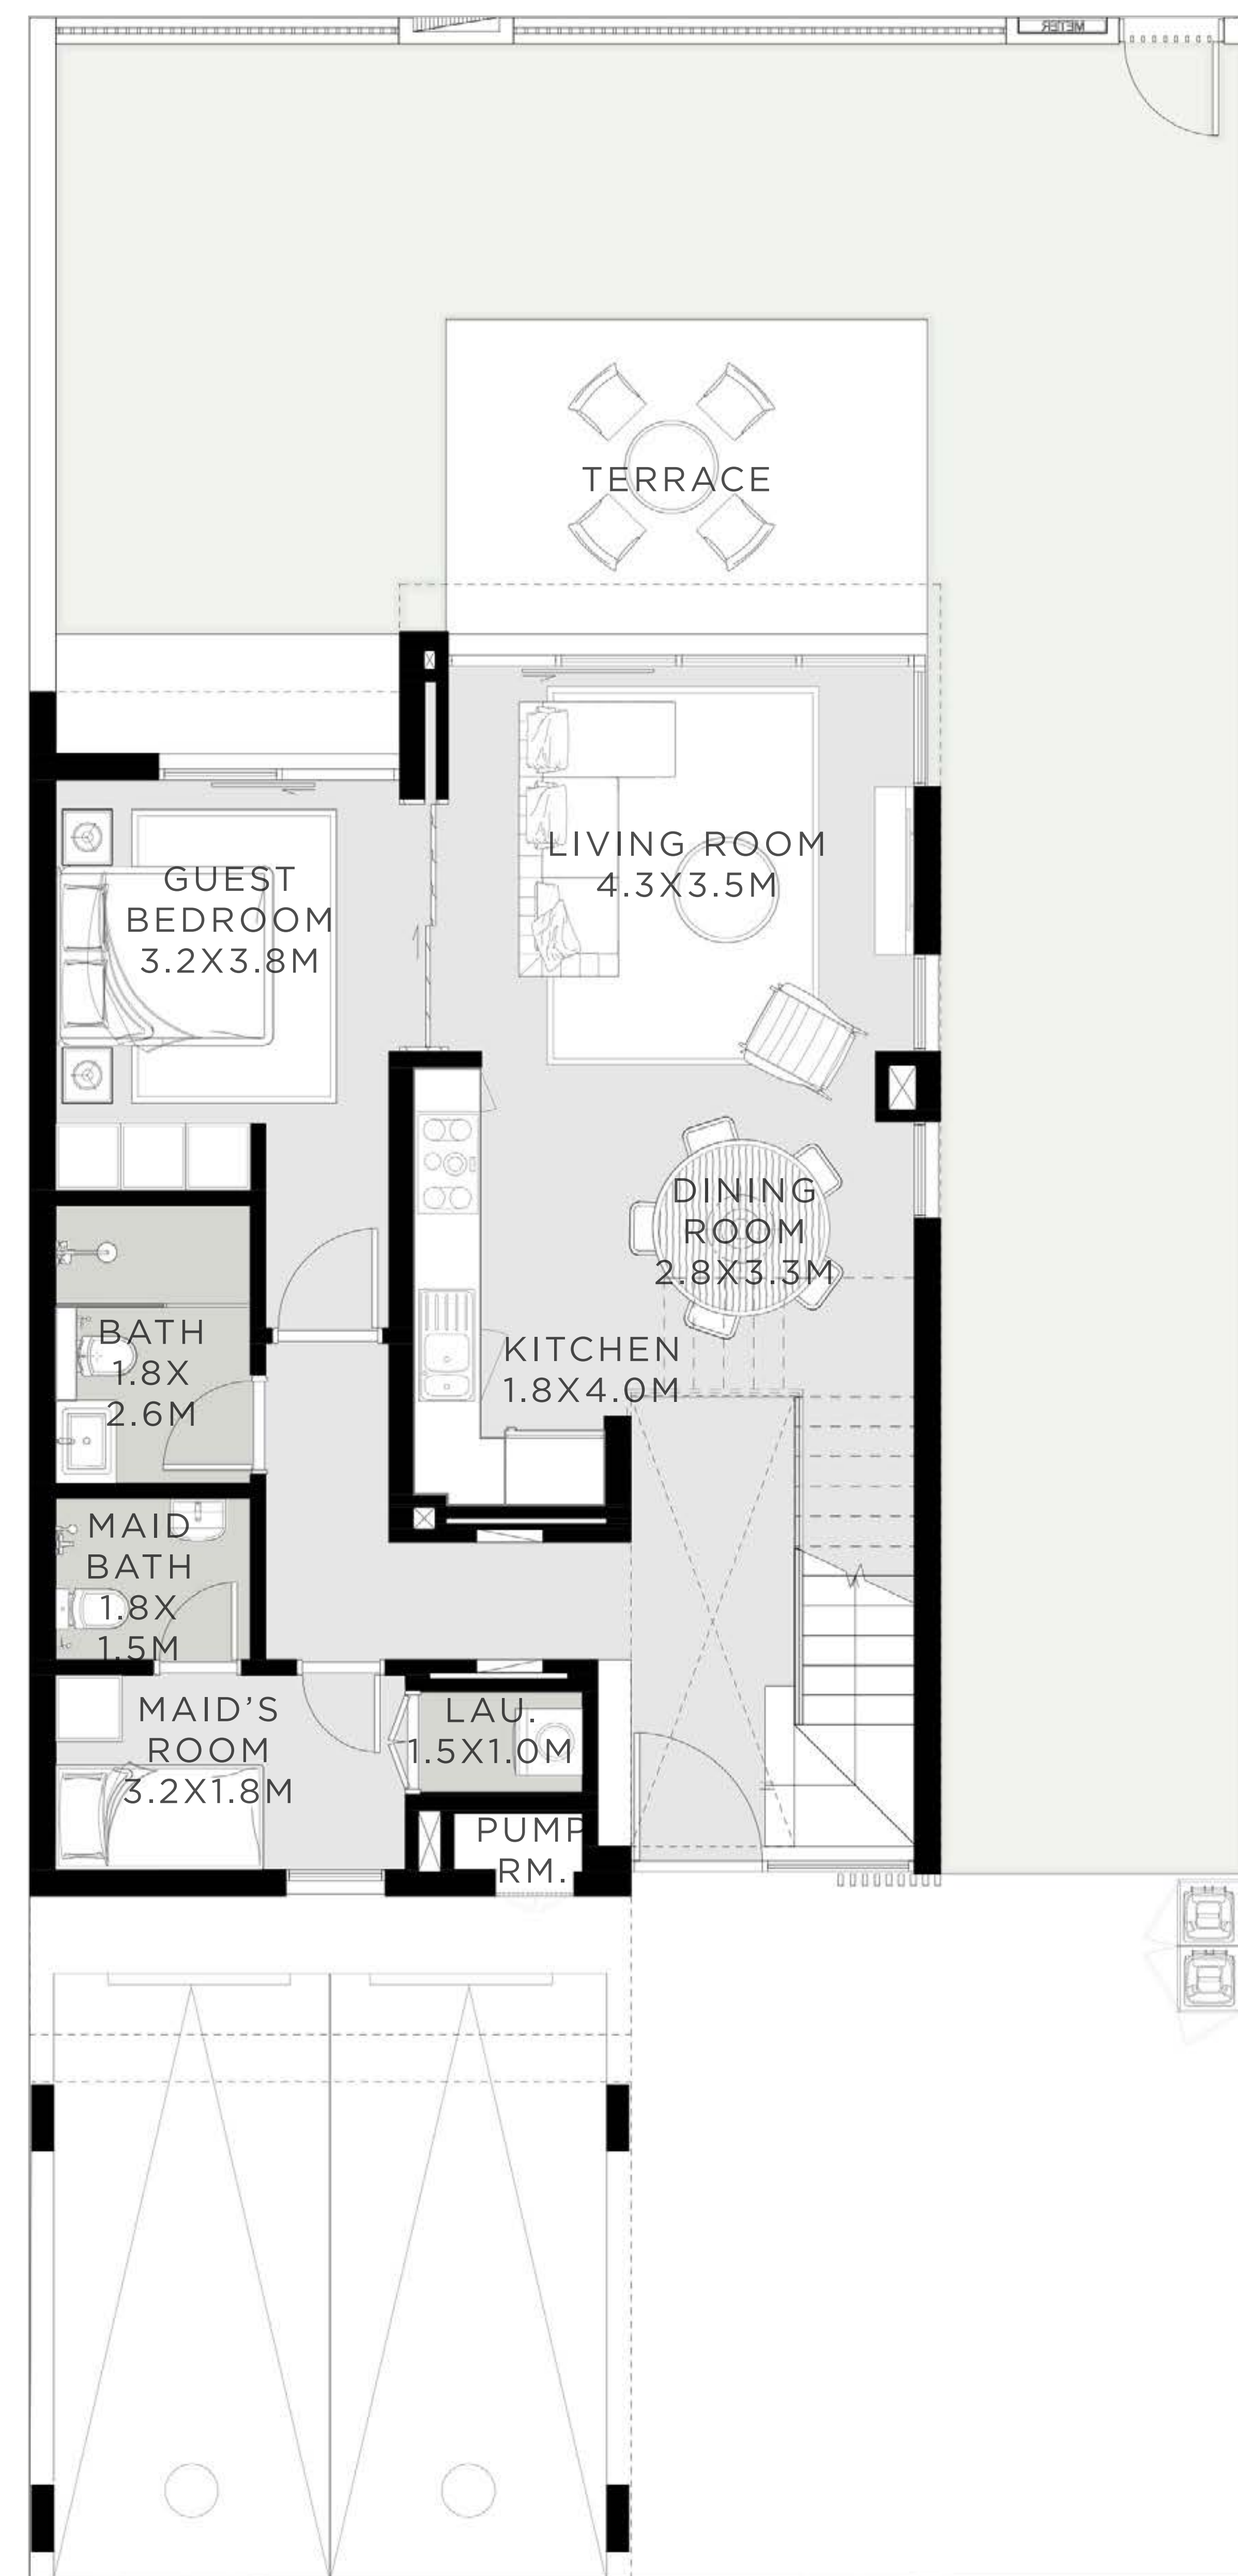 METER
TERRACE
LIVING ROOM
4.3X3.5M
GUEST
BEDROOM
3.2X3.8M
DINING
ROOM
2.8X3.3M
BATH
1.8X
2.6M
KITCHEN
1.8X4.0M
MAID
BATH
1.8X
1.5M
MAID'S
ROOM
3.2X1.8M
LAU.
1.5X1.0M
PUMP
RM.